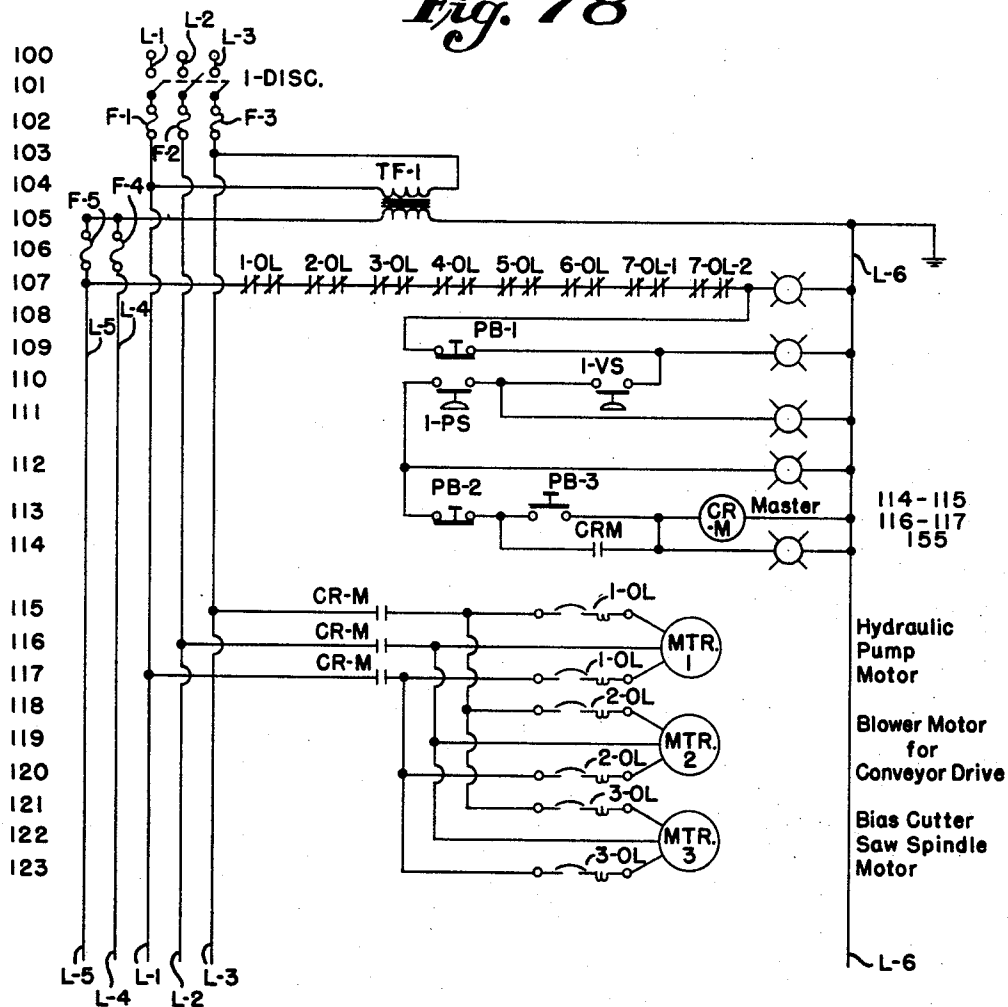 Fig. 78
L-1
L-2
L-3
100
101
1-DISC.
102
F-1
F-2
F-3
103
104
TF-1
F-5
F-4
105
106
107
1-OL 2-OL 3-OL 4-OL 5-OL 6-OL 7-OL-1 7-OL-2
L-6
108
L-5
L-4
PB-1
109
110
1-VS
111
1-PS
112
PB-2
PB-3
113
CR
-M
Master
114-115
116-117
155
114
CRM
115
CR-M
1-OL
116
CR-M
MTR.
1
Hydraulic
Pump
Motor
117
CR-M
1-OL
118
2-OL
119
MTR.
2
Blower Motor
for
Conveyor Drive
120
2-OL
121
3-OL
122
MTR.
3
Bias Cutter
Saw Spindle
Motor
123
3-OL
L-5
L-4
L-1
L-2
L-3
L-6